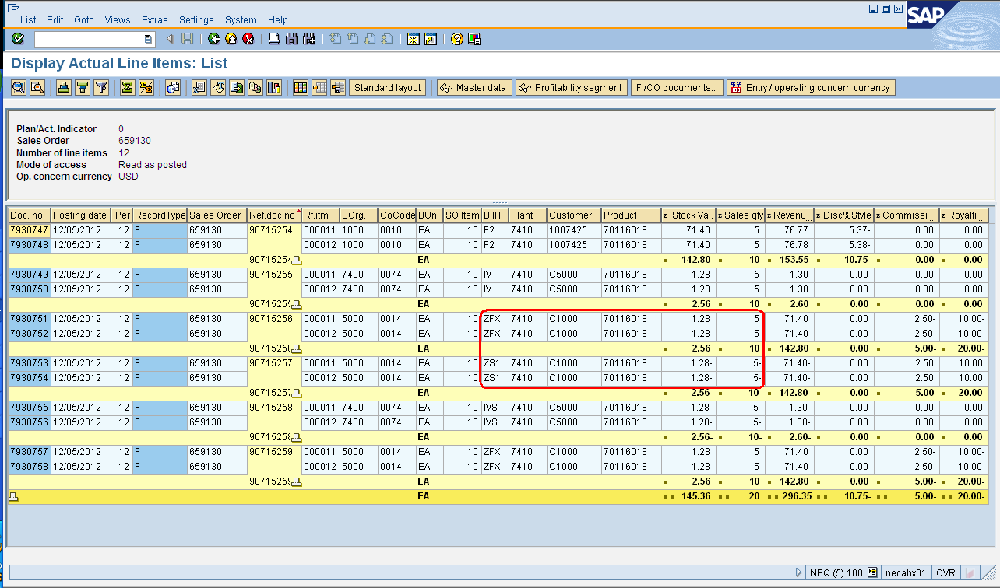 List Edit Goto Views Extras Settings System Help
SAP
Display Actual Line Items: List
Standard layout Master data Profitability segment FI/CO documents... Entry / operating concern currency
Plan/Act. Indicator 0
Sales Order 659130
Number of line items 12
Mode of access Read as posted
Op. concern currency USD
Doc. no. Posting date Per RecordType Sales Order Ref.doc.no Rf.itm SOrg. CoCode BUn SO Item BillT Plant Customer Product Σ Stock Val. Σ Sales qty Σ Revenu... Σ Disc%Style Σ Commissi... Σ Royalti...
7930747 12/05/2012 12 F 659130 90715254 000011 1000 0010 EA 10 F2 7410 1007425 70116018 71.40 5 76.77 5.37- 0.00 0.00
7930748 12/05/2012 12 F 659130 000012 1000 0010 EA 10 F2 7410 1007425 70116018 71.40 5 76.78 5.38- 0.00 0.00
90715254 EA 142.80 10 153.55 10.75- 0.00 0.00
7930749 12/05/2012 12 F 659130 90715255 000011 7400 0074 EA 10 IV 7410 C5000 70116018 1.28 5 1.30 0.00 0.00 0.00
7930750 12/05/2012 12 F 659130 000012 7400 0074 EA 10 IV 7410 C5000 70116018 1.28 5 1.30 0.00 0.00 0.00
90715255 EA 2.56 10 2.60 0.00 0.00 0.00
7930751 12/05/2012 12 F 659130 90715256 000011 5000 0014 EA 10 ZFX 7410 C1000 70116018 1.28 5 71.40 0.00 2.50- 10.00-
7930752 12/05/2012 12 F 659130 000012 5000 0014 EA 10 ZFX 7410 C1000 70116018 1.28 5 71.40 0.00 2.50- 10.00-
90715256 EA 2.56 10 142.80 0.00 5.00- 20.00-
7930753 12/05/2012 12 F 659130 90715257 000011 5000 0014 EA 10 ZS1 7410 C1000 70116018 1.28- 5- 71.40- 0.00 2.50 10.00
7930754 12/05/2012 12 F 659130 000012 5000 0014 EA 10 ZS1 7410 C1000 70116018 1.28- 5- 71.40- 0.00 2.50 10.00
90715257 EA 2.56- 10- 142.80- 0.00 5.00 20.00
7930755 12/05/2012 12 F 659130 90715258 000011 7400 0074 EA 10 IVS 7410 C5000 70116018 1.28- 5- 1.30- 0.00 0.00 0.00
7930756 12/05/2012 12 F 659130 000012 7400 0074 EA 10 IVS 7410 C5000 70116018 1.28- 5- 1.30- 0.00 0.00 0.00
90715258 EA 2.56- 10- 2.60- 0.00 0.00 0.00
7930757 12/05/2012 12 F 659130 90715259 000011 5000 0014 EA 10 ZFX 7410 C1000 70116018 1.28 5 71.40 0.00 2.50- 10.00-
7930758 12/05/2012 12 F 659130 000012 5000 0014 EA 10 ZFX 7410 C1000 70116018 1.28 5 71.40 0.00 2.50- 10.00-
90715259 EA 2.56 10 142.80 0.00 5.00- 20.00-
EA 145.36 20 296.35 10.75- 5.00- 20.00-
NEQ (5) 100 necahx01 OVR